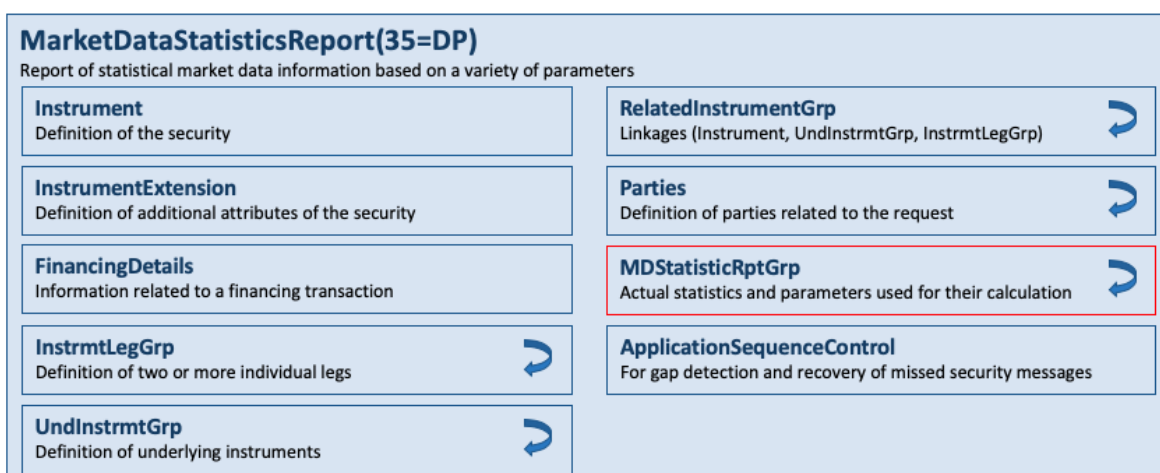 MarketDataStatisticsReport(35=DP)
Report of statistical market data information based on a variety of parameters
Instrument
Definition of the security
InstrumentExtension
Definition of additional attributes of the security
FinancingDetails
Information related to a financing transaction
InstrmtLegGrp
Definition of two or more individual legs
UndInstrmtGrp
Definition of underlying instruments
RelatedInstrumentGrp
Linkages (Instrument, UndInstrmtGrp, InstrmtLegGrp)
Parties
Definition of parties related to the request
MDStatisticRptGrp
Actual statistics and parameters used for their calculation
ApplicationSequenceControl
For gap detection and recovery of missed security messages